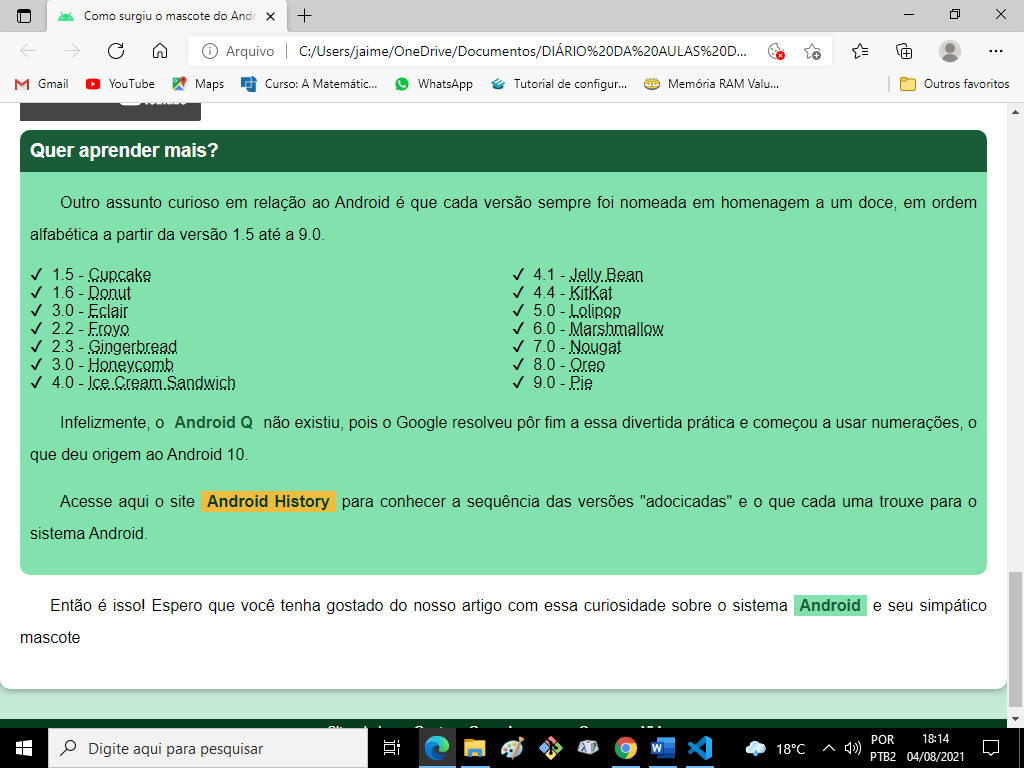 Como surgiu o mascote do Andr
Arquivo
C:/Users/jaime/OneDrive/Documentos/DIÁRIO%20DA%20AULAS%20D...
Gmail
YouTube
Maps
Curso: A Matemátic...
WhatsApp
Tutorial de configur...
Memória RAM Valu...
Outros favoritos
Quer aprender mais?
Outro assunto curioso em relação ao Android é que cada versão sempre foi nomeada em homenagem a um doce, em ordem
alfabética a partir da versão 1.5 até a 9.0.
✓ 1.5 - Cupcake
✓ 1.6 - Donut
✓ 3.0 - Eclair
✓ 2.2 - Froyo
✓ 2.3 - Gingerbread
✓ 3.0 - Honeycomb
✓ 4.0 - Ice Cream Sandwich
✓ 4.1 - Jelly Bean
✓ 4.4 - KitKat
✓ 5.0 - Lolipop
✓ 6.0 - Marshmallow
✓ 7.0 - Nougat
✓ 8.0 - Oreo
✓ 9.0 - Pie
Infelizmente, o Android Q não existiu, pois o Google resolveu pôr fim a essa divertida prática e começou a usar numerações, o
que deu origem ao Android 10.
Acesse aqui o site Android History para conhecer a sequência das versões "adocicadas" e o que cada uma trouxe para o
sistema Android.
Então é isso! Espero que você tenha gostado do nosso artigo com essa curiosidade sobre o sistema Android e seu simpático
mascote
Digite aqui para pesquisar
18°C
POR
PTB2
18:14
04/08/2021